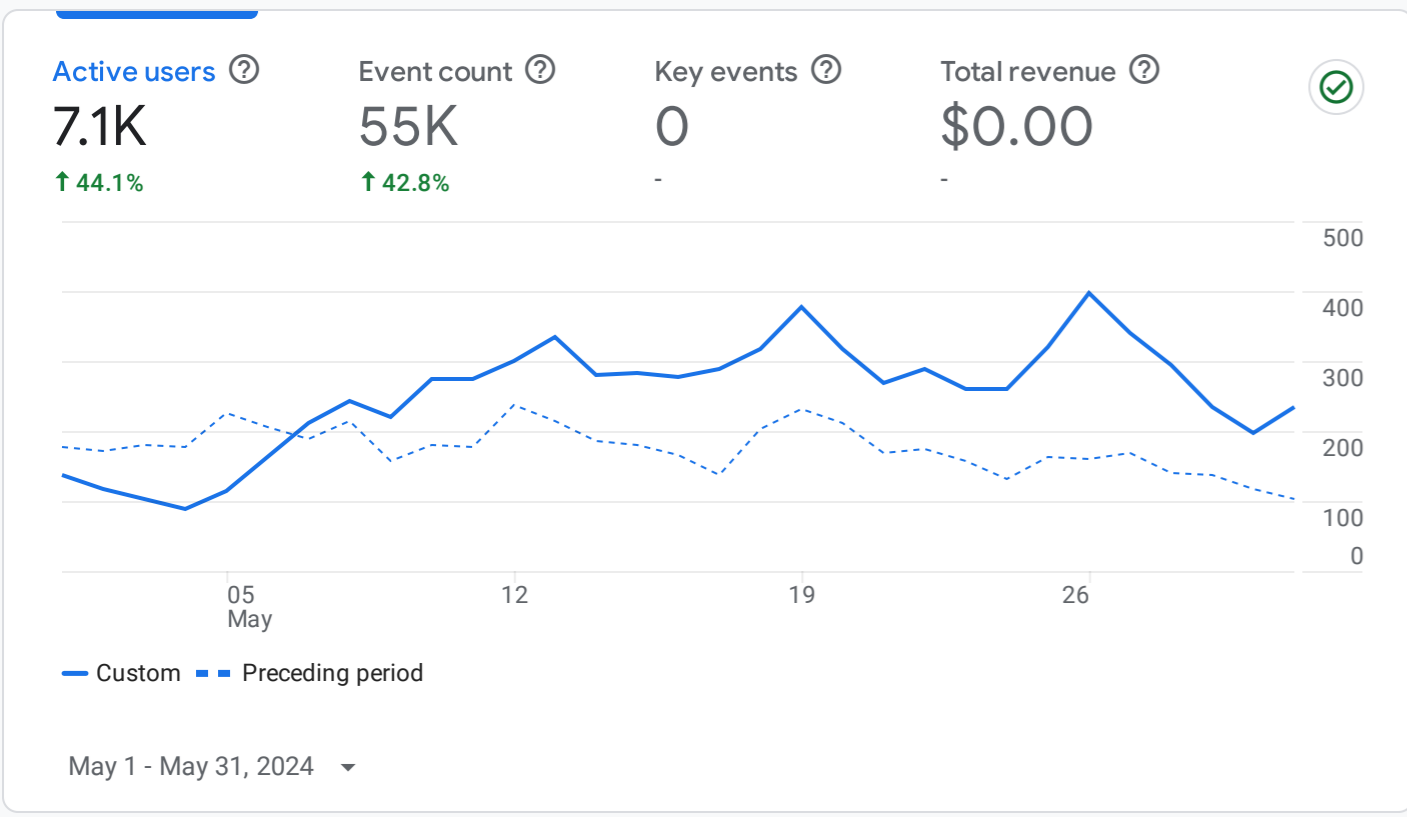 Active users
Event count
Key events
Total revenue
7.1K
55K
0
$0.00
↑ 44.1%
↑ 42.8%
-
-
500
400
300
200
100
0
05
May
12
19
26
Custom
Preceding period
May 1 - May 31, 2024